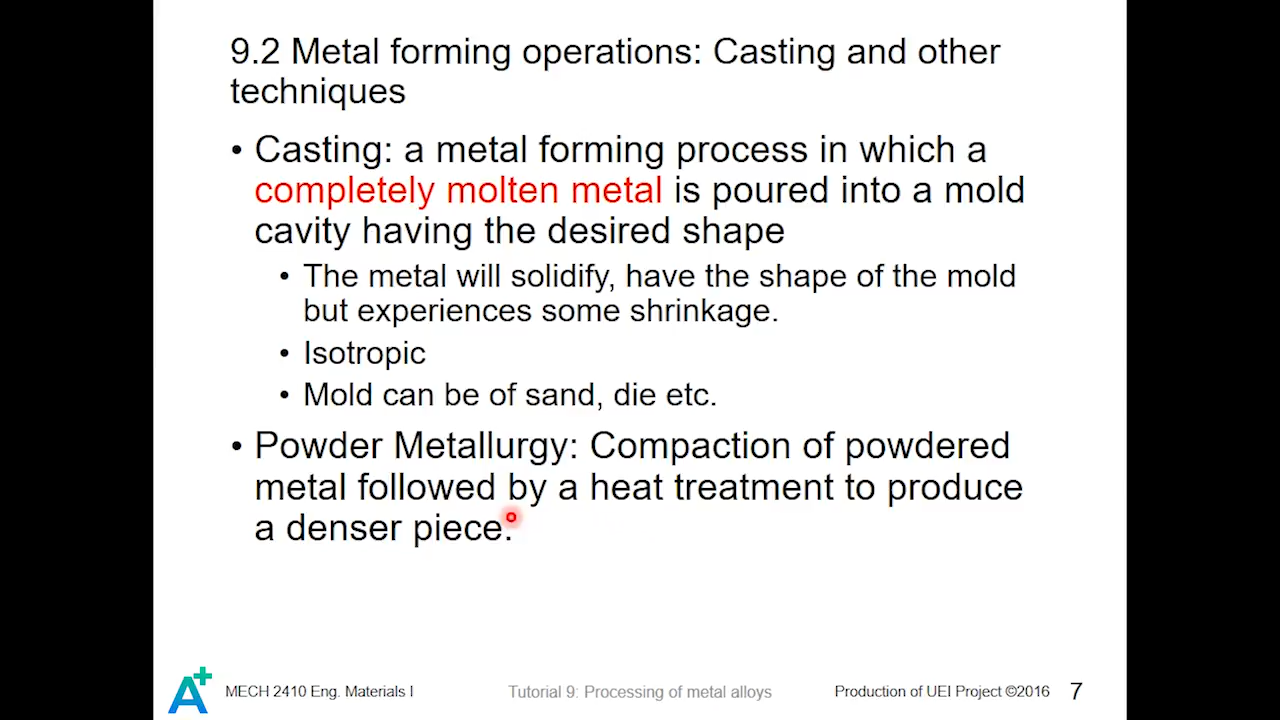 9.2 Metal forming operations: Casting and other
techniques
• Casting: a metal forming process in which a
completely molten metal is poured into a mold
cavity having the desired shape
• The metal will solidify, have the shape of the mold
but experiences some shrinkage.
• Isotropic
• Mold can be of sand, die etc.
• Powder Metallurgy: Compaction of powdered
metal followed by a heat treatment to produce
a denser piece.
A+ MECH 2410 Eng. Materials I Tutorial 9: Processing of metal alloys Production of UEI Project ©2016 7